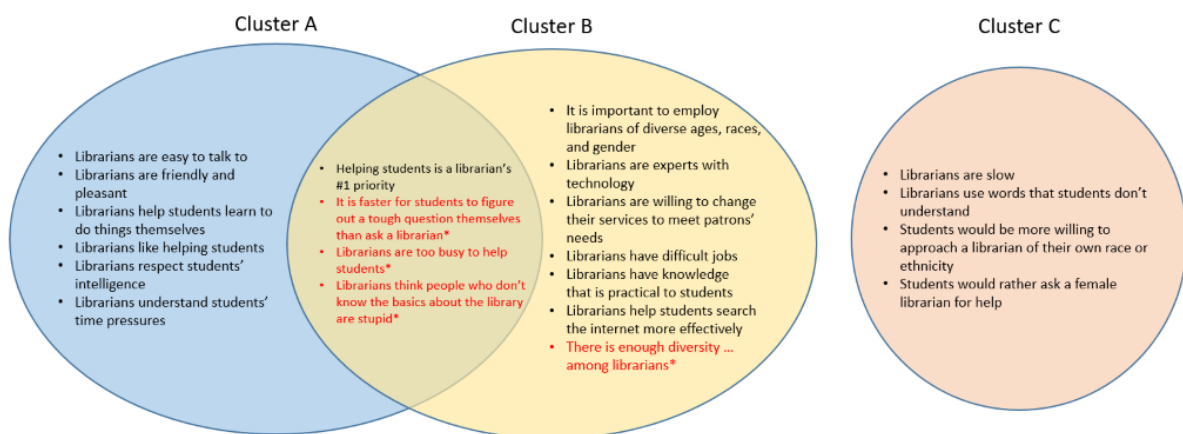 Cluster A
• Librarians are easy to talk to
• Librarians are friendly and
pleasant
• Librarians help students learn to
do things themselves
• Librarians like helping students
• Librarians respect students'
intelligence
• Librarians understand students'
time pressures
• Helping students is a librarian's
#1 priority
• It is faster for students to figure
out a tough question themselves
than ask a librarian*
• Librarians are too busy to help
students*
• Librarians think people who don't
know the basics about the library
are stupid*
Cluster B
• It is important to employ
librarians of diverse ages, races,
and gender
• Librarians are experts with
technology
• Librarians are willing to change
their services to meet patrons'
needs
• Librarians have difficult jobs
• Librarians have knowledge
that is practical to students
• Librarians help students search
the internet more effectively
• There is enough diversity ...
among librarians*
Cluster C
• Librarians are slow
• Librarians use words that students don't
understand
• Students would be more willing to
approach a librarian of their own race or
ethnicity
• Students would rather ask a female
librarian for help